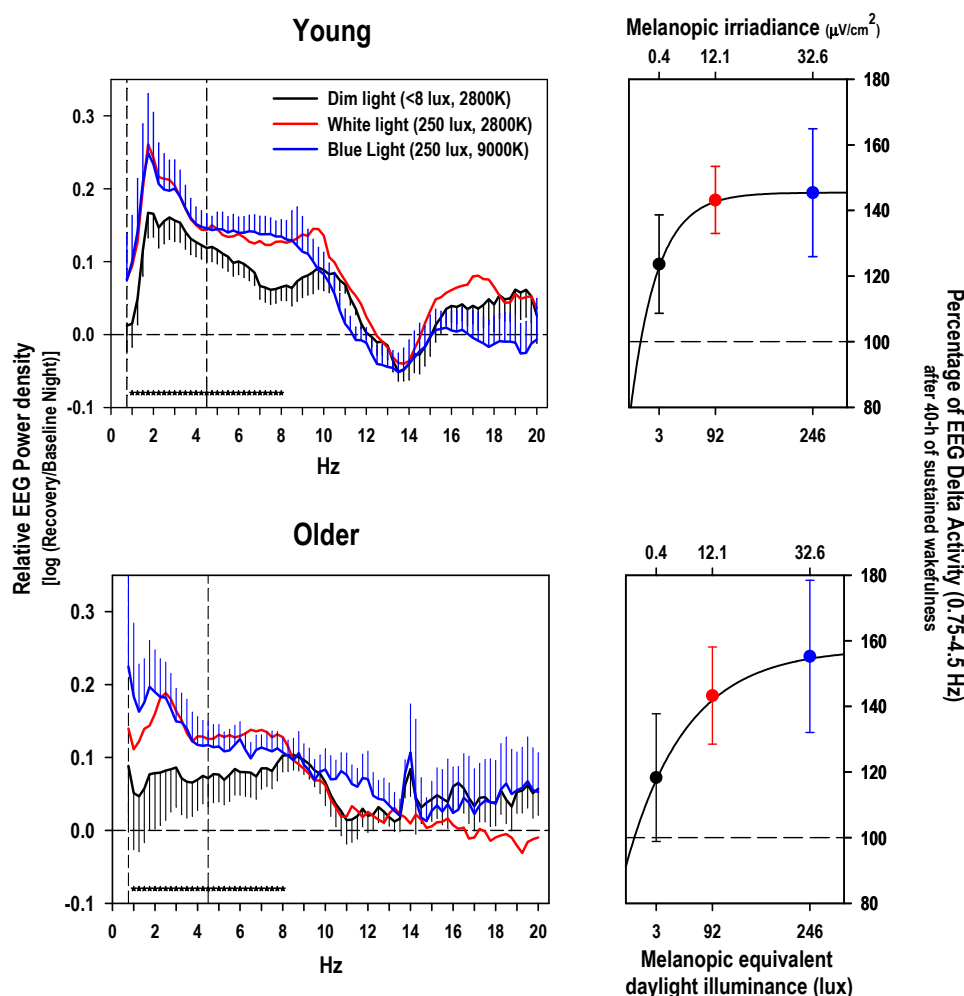 Young
Melanopic irriadiance (μV/cm2)
0.4 12.1 32.6
Dim light (<8 lux, 2800K)
White light (250 lux, 2800K)
Blue Light (250 lux, 9000K)
0.3
0.2
0.1
0.0
-0.1
0 2 4 6 8 10 12 14 16 18 20
Hz
180
160
140
120
100
80
3 92 246
Relative EEG Power density
[log (Recovery/Baseline Night)]
Percentage of EEG Delta Activity (0.75-4.5 Hz)
after 40-h of sustained wakefulness
Older
0.4 12.1 32.6
0.3
0.2
0.1
0.0
-0.1
0 2 4 6 8 10 12 14 16 18 20
Hz
180
160
140
120
100
80
3 92 246
Melanopic equivalent
daylight illuminance (lux)